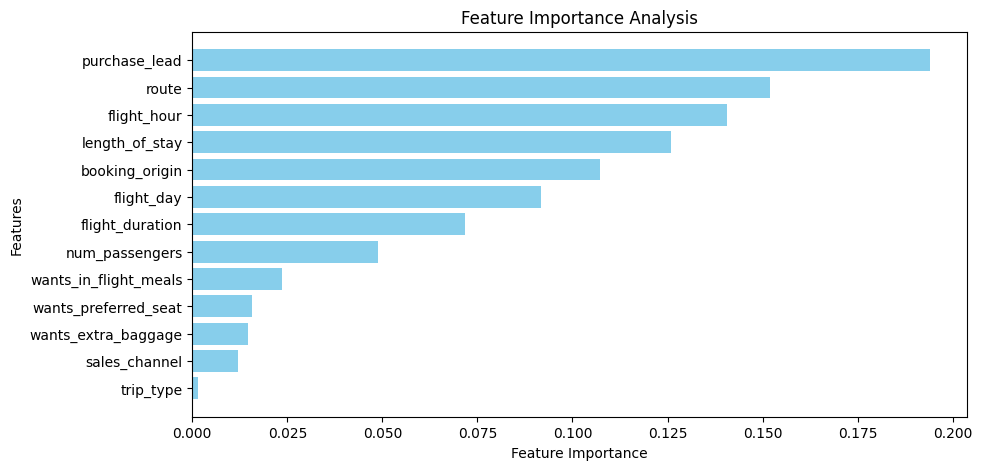 Feature Importance Analysis
Features
purchase_lead
route
flight_hour
length_of_stay
booking_origin
flight_day
flight_duration
num_passengers
wants_in_flight_meals
wants_preferred_seat
wants_extra_baggage
sales_channel
trip_type
0.000 0.025 0.050 0.075 0.100 0.125 0.150 0.175 0.200
Feature Importance